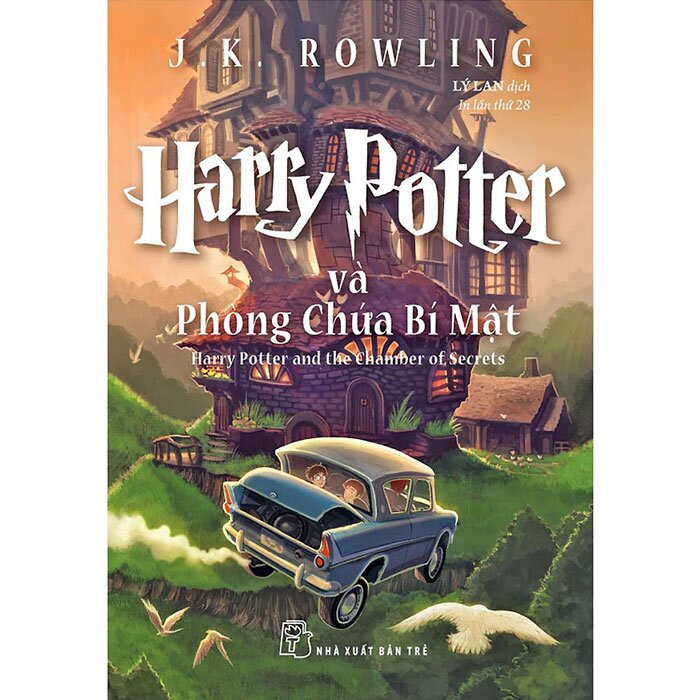 J. K. ROWLING
LÝ LAN dịch
In lần thứ 28
Harry Potter
và
Phòng Chứa Bí Mật
Harry Potter and the Chamber of Secrets
NHÀ XUẤT BẢN TRẺ